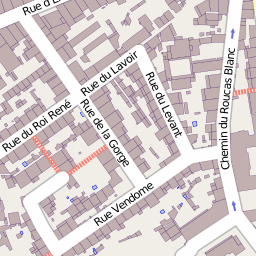 Rue d'E
Rue du Lavoir
Rue du Levant
Chemin du Roucas Blanc
Rue du Roi René
Rue de la Gorge
Rue Vendome